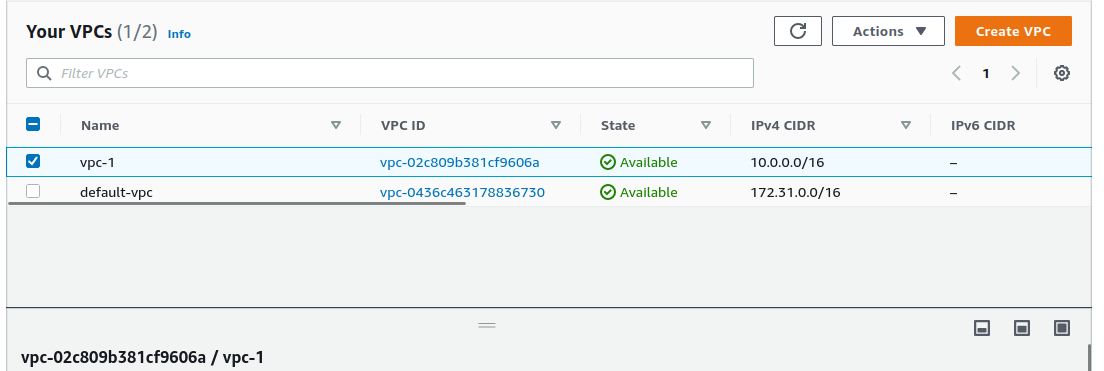 Your VPCs (1/2) Info Actions Create VPC
Filter VPCs 1
Name VPC ID State IPv4 CIDR IPv6 CIDR
vpc-1 vpc-02c809b381cf9606a Available 10.0.0.0/16 –
default-vpc vpc-0436c463178836730 Available 172.31.0.0/16 –
vpc-02c809b381cf9606a / vpc-1